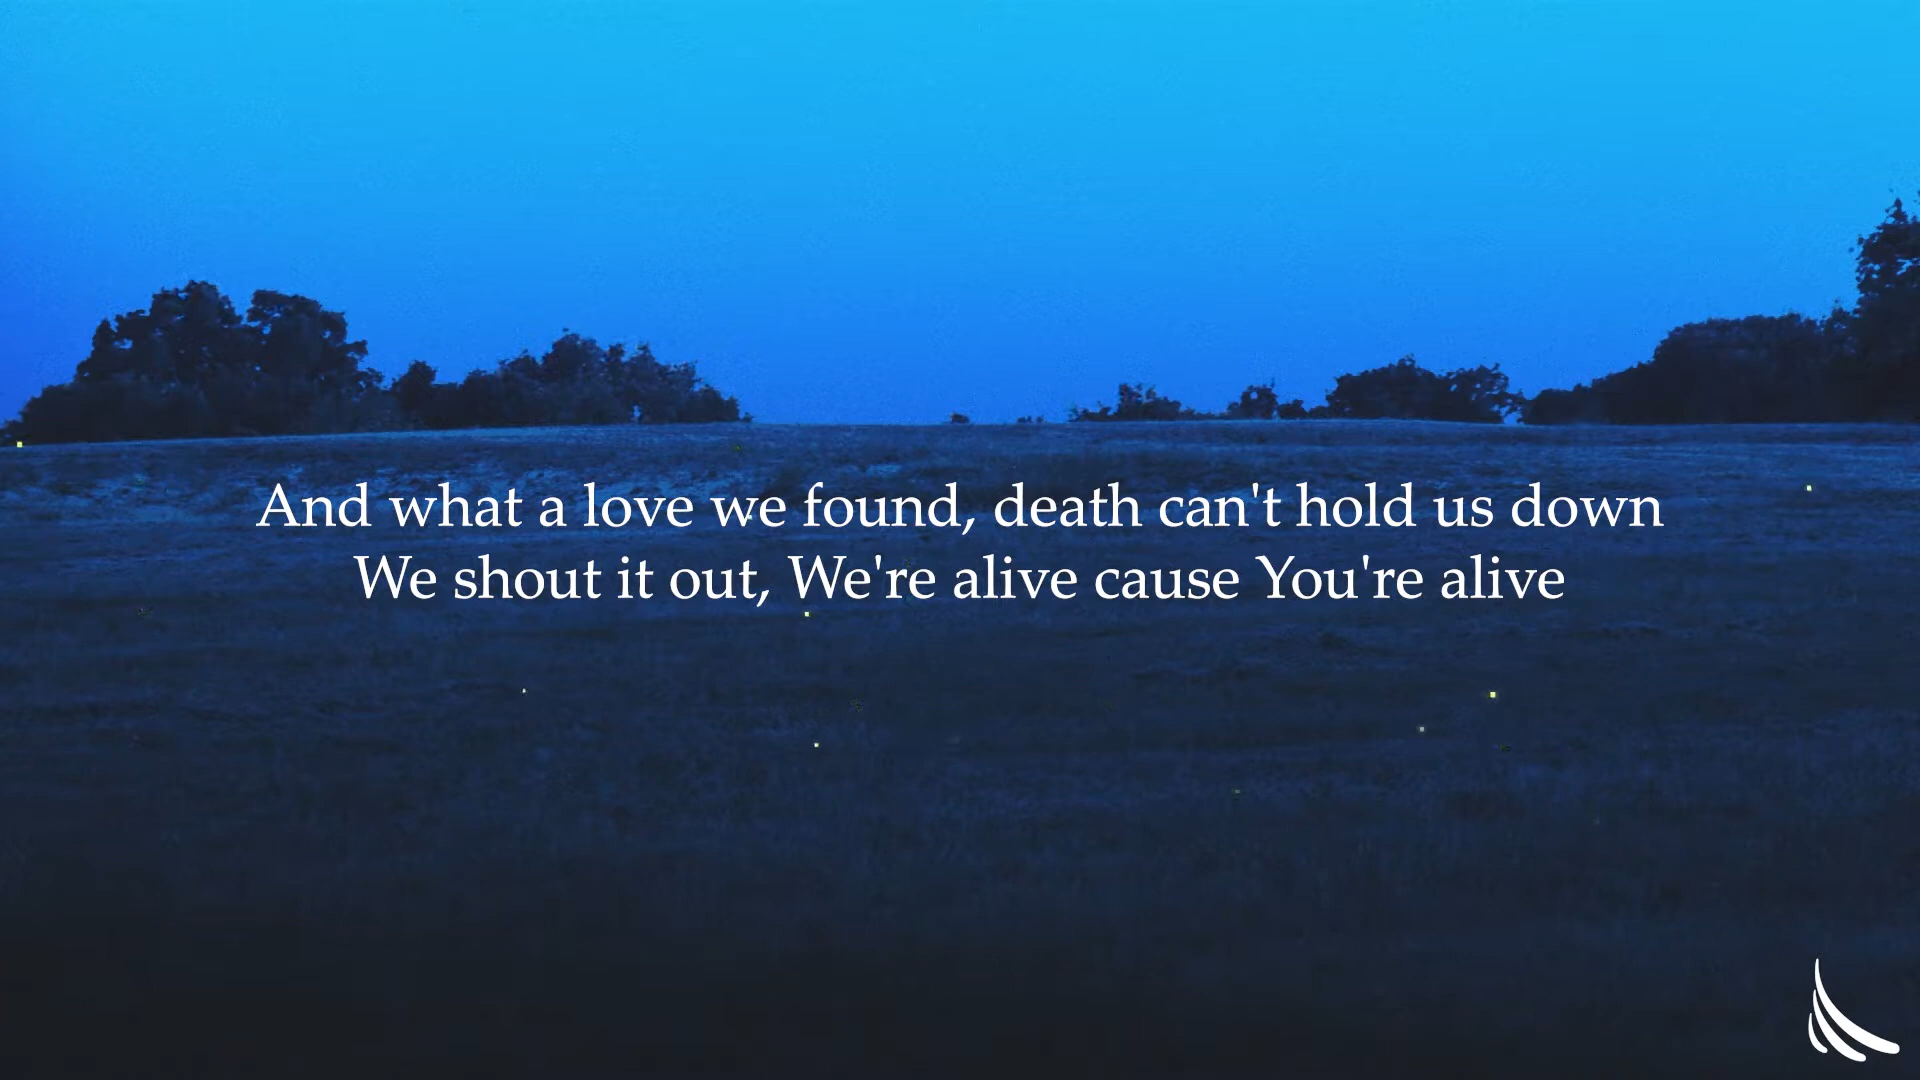 And what a love we found, death can't hold us down
We shout it out, We're alive cause You're alive